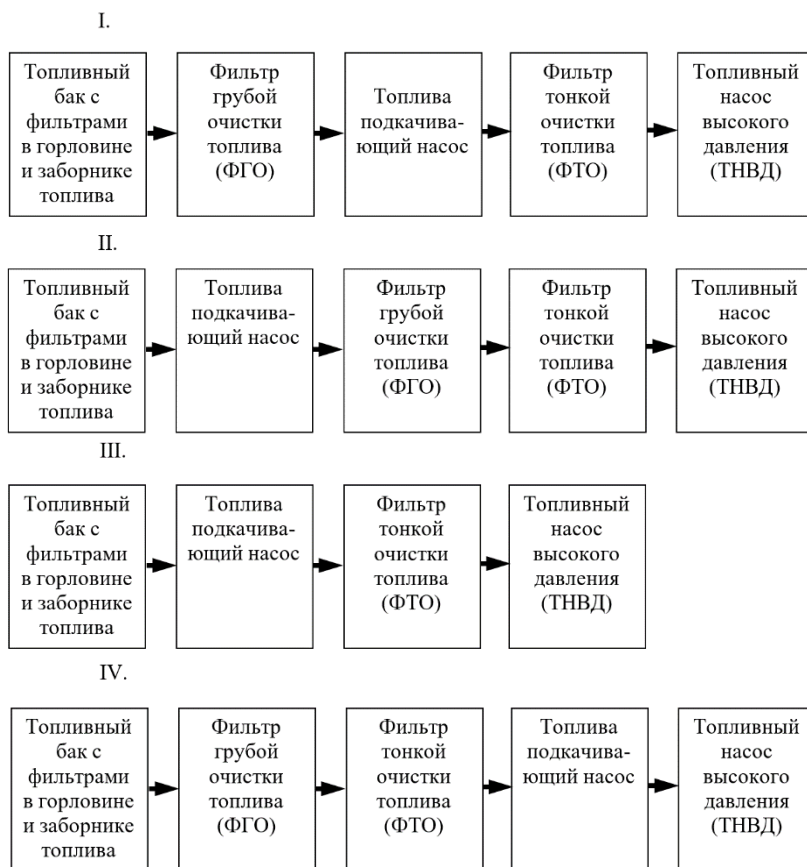 I.
Топливный
бак с
фильтрами
в горловине
и заборнике
топлива
Фильтр
грубой
очистки
топлива
(ФГО)
Топлива
подкачива-
ющий насос
Фильтр
тонкой
очистки
топлива
(ФТО)
Топливный
насос
высокого
давления
(ТНВД)
II.
Топливный
бак с
фильтрами
в горловине
и заборнике
топлива
Топлива
подкачива-
ющий насос
Фильтр
грубой
очистки
топлива
(ФГО)
Фильтр
тонкой
очистки
топлива
(ФТО)
Топливный
насос
высокого
давления
(ТНВД)
III.
Топливный
бак с
фильтрами
в горловине
и заборнике
топлива
Топлива
подкачива-
ющий насос
Фильтр
тонкой
очистки
топлива
(ФТО)
Топливный
насос
высокого
давления
(ТНВД)
IV.
Топливный
бак с
фильтрами
в горловине
и заборнике
топлива
Фильтр
грубой
очистки
топлива
(ФГО)
Фильтр
тонкой
очистки
топлива
(ФТО)
Топлива
подкачива-
ющий насос
Топливный
насос
высокого
давления
(ТНВД)